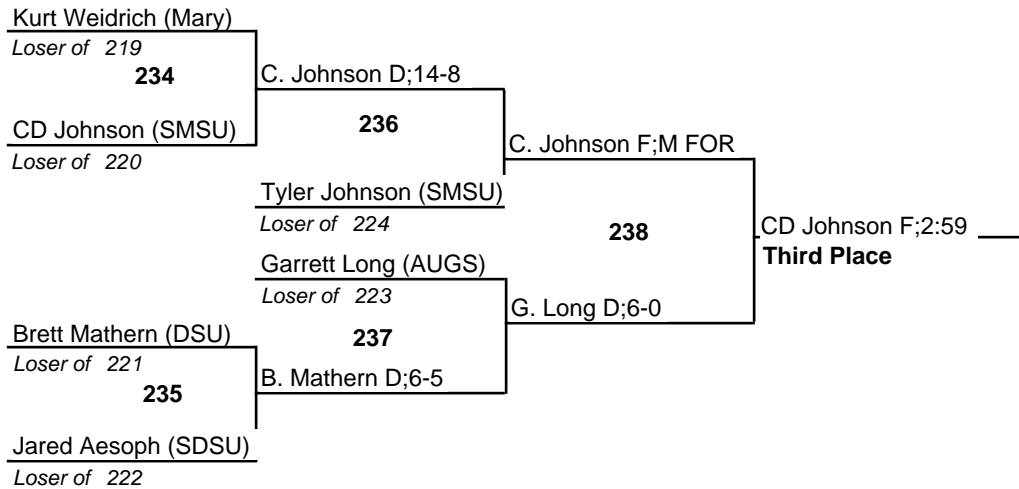 Kurt Weidrich (Mary)
Loser of 219
234
C. Johnson D;14-8
CD Johnson (SMSU)
Loser of 220
236
C. Johnson F;M FOR
Tyler Johnson (SMSU)
Loser of 224
238
CD Johnson F;2:59
Third Place
Garrett Long (AUGS)
Loser of 223
G. Long D;6-0
237
Brett Mathern (DSU)
Loser of 221
235
B. Mathern D;6-5
Jared Aesoph (SDSU)
Loser of 222